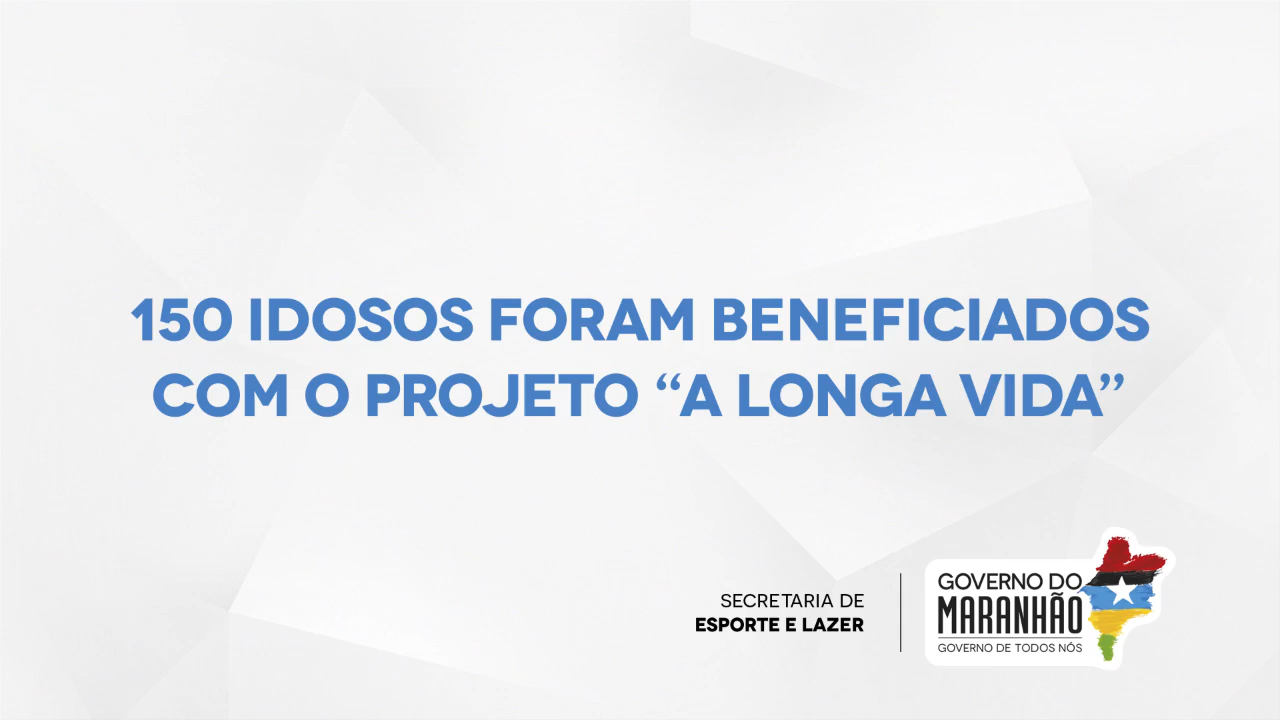 150 IDOSOS FORAM BENEFICIADOS
COM O PROJETO “A LONGA VIDA”
SECRETARIA DE
ESPORTE E LAZER
GOVERNO DO
MARANHÃO
GOVERNO DE TODOS NÓS